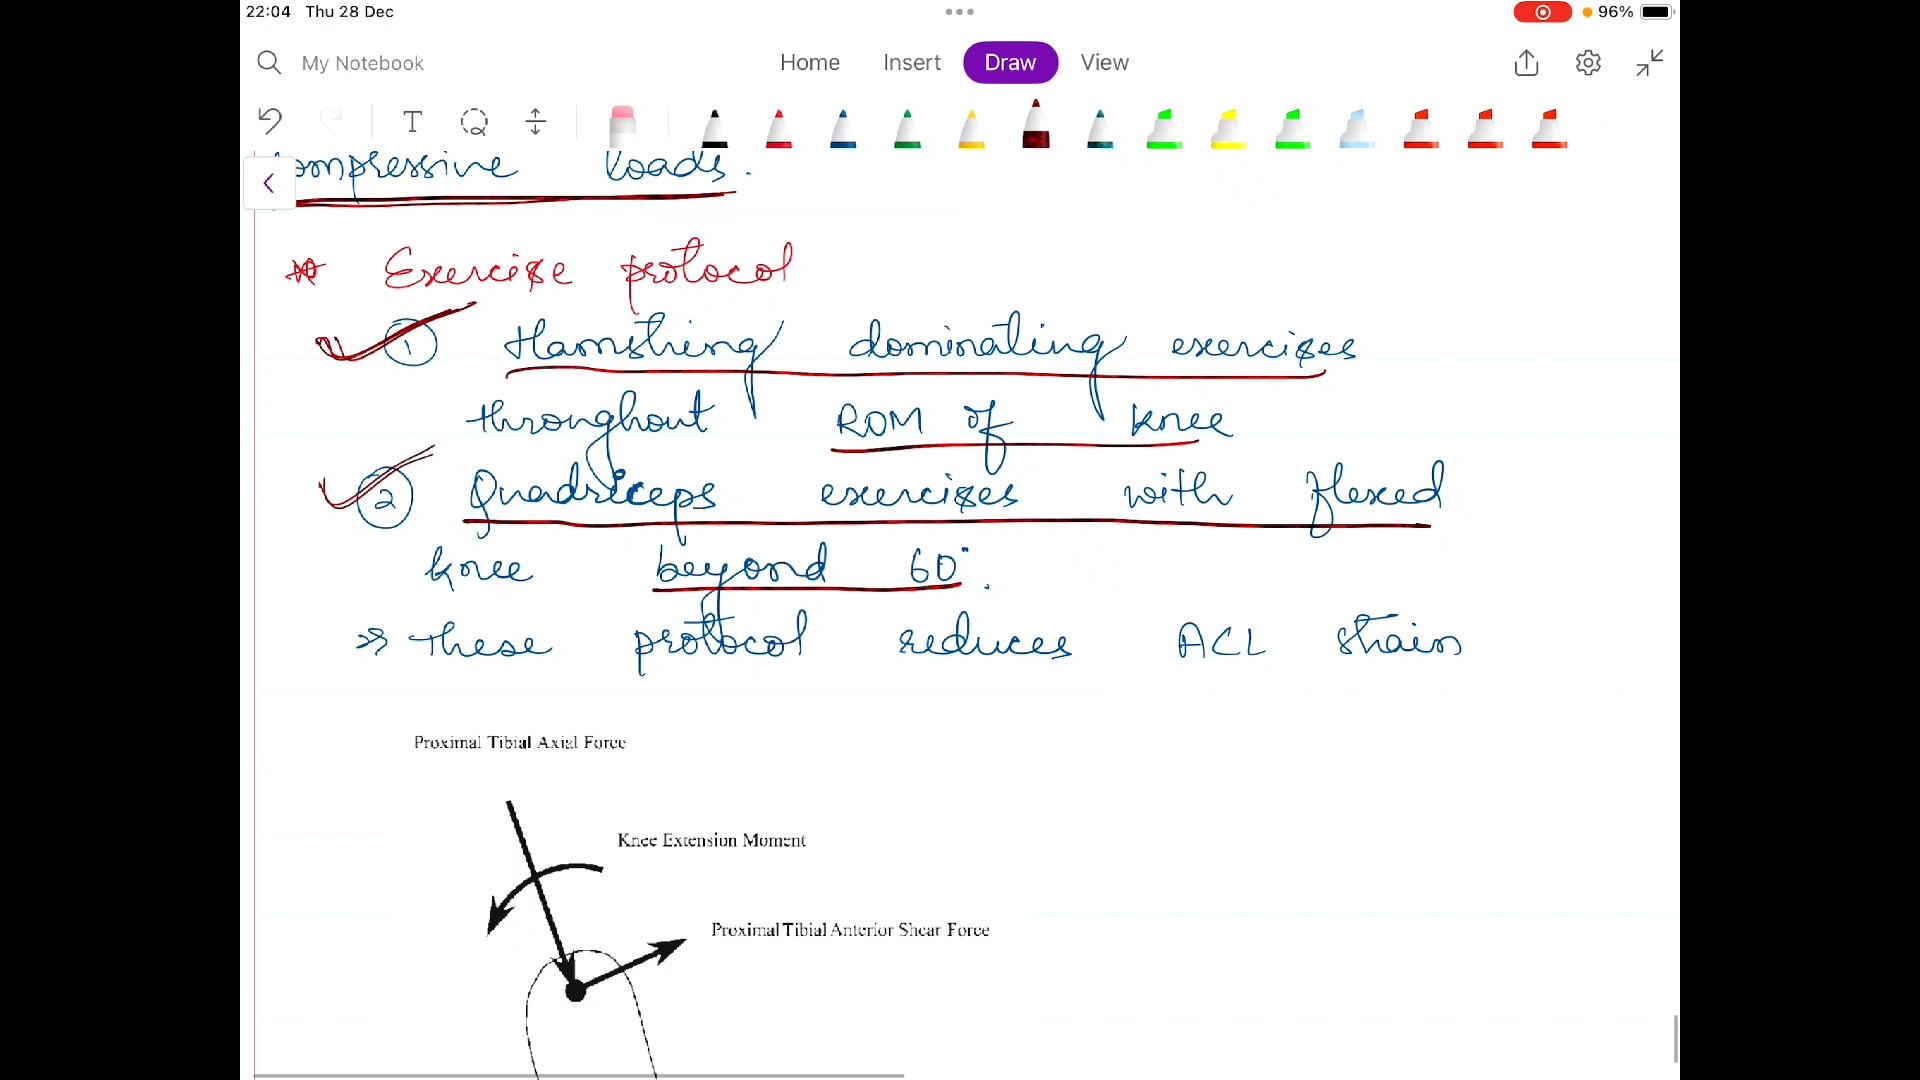 22:04 Thu 28 Dec
96%
My Notebook
Home Insert Draw View
T
ompressive loads.
* Exercise protocol
1 Hamstring dominating exercises
throughout ROM of knee
2 Quadriceps exercises with flexed
knee beyond 60°.
» These protocol reduces ACL strain
Proximal Tibial Axial Force
Knee Extension Moment
Proximal Tibial Anterior Shear Force